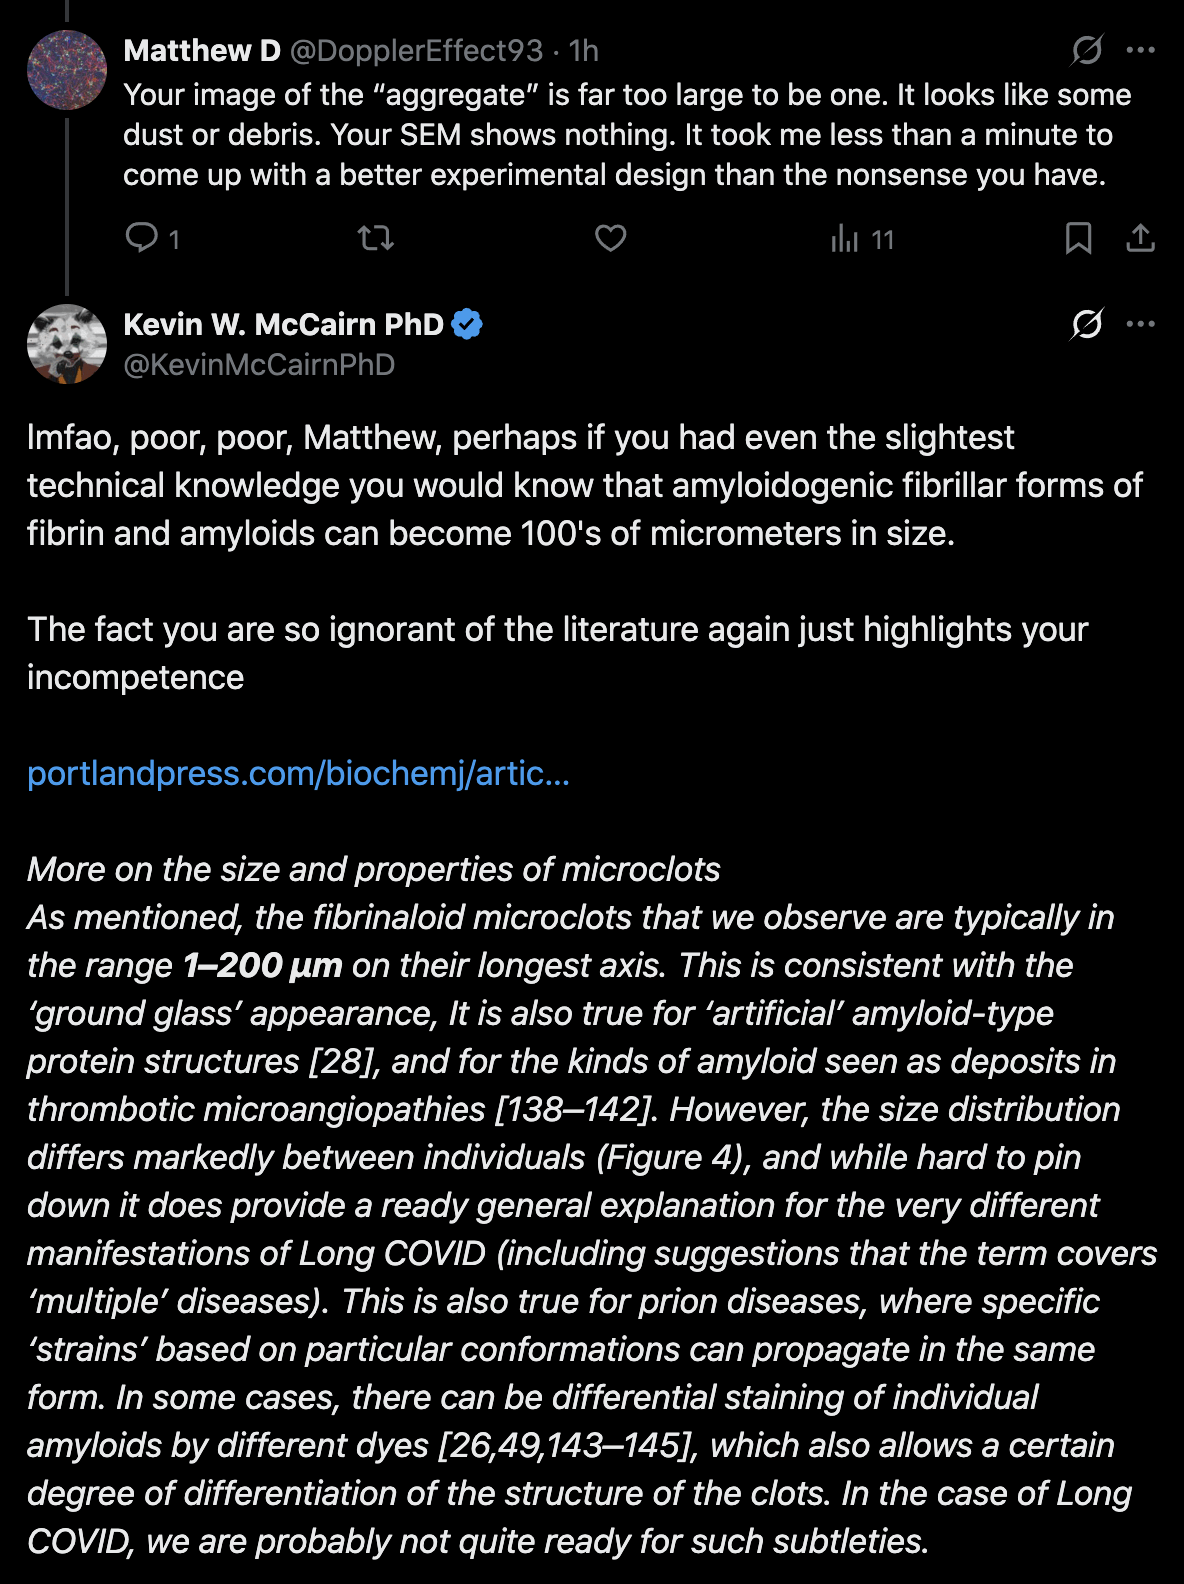 Matthew D @DopplerEffect93 · 1h
Your image of the “aggregate” is far too large to be one. It looks like some
dust or debris. Your SEM shows nothing. It took me less than a minute to
come up with a better experimental design than the nonsense you have.
1 11
Kevin W. McCairn PhD
@KevinMcCairnPhD
lmfao, poor, poor, Matthew, perhaps if you had even the slightest
technical knowledge you would know that amyloidogenic fibrillar forms of
fibrin and amyloids can become 100's of micrometers in size.
The fact you are so ignorant of the literature again just highlights your
incompetence
portlandpress.com/biochemj/artic...
More on the size and properties of microclots
As mentioned, the fibrinaloid microclots that we observe are typically in
the range 1–200 µm on their longest axis. This is consistent with the
‘ground glass’ appearance, It is also true for ‘artificial’ amyloid-type
protein structures [28], and for the kinds of amyloid seen as deposits in
thrombotic microangiopathies [138–142]. However, the size distribution
differs markedly between individuals (Figure 4), and while hard to pin
down it does provide a ready general explanation for the very different
manifestations of Long COVID (including suggestions that the term covers
‘multiple’ diseases). This is also true for prion diseases, where specific
‘strains’ based on particular conformations can propagate in the same
form. In some cases, there can be differential staining of individual
amyloids by different dyes [26,49,143–145], which also allows a certain
degree of differentiation of the structure of the clots. In the case of Long
COVID, we are probably not quite ready for such subtleties.